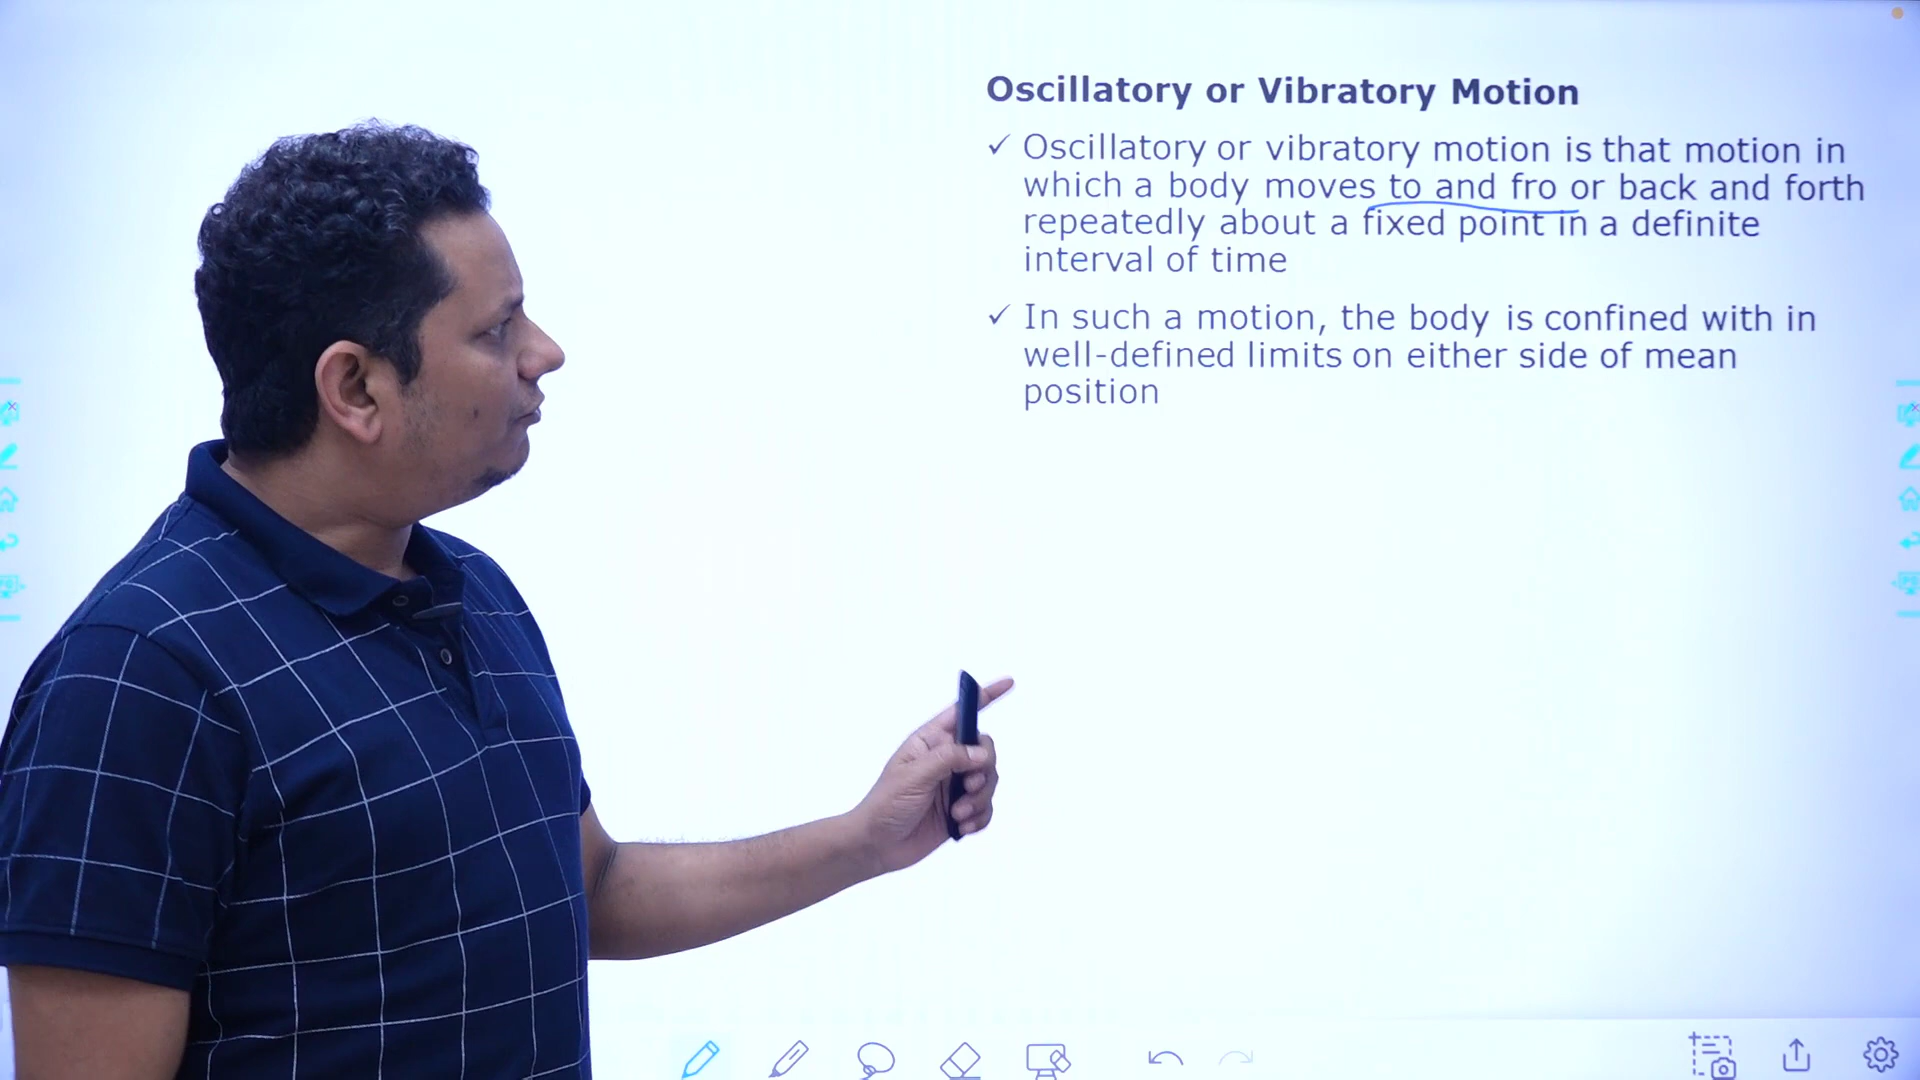 Oscillatory or Vibratory Motion
✓ Oscillatory or vibratory motion is that motion in
which a body moves to and fro or back and forth
repeatedly about a fixed point in a definite
interval of time
✓ In such a motion, the body is confined with in
well-defined limits on either side of mean
position